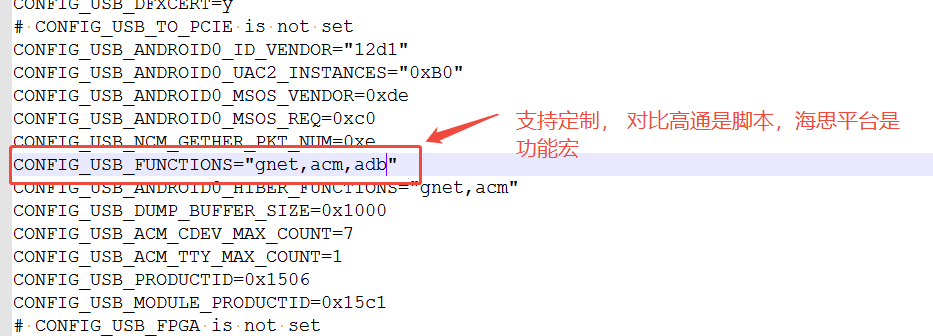 CONFIG_USB_DFXCERT=y
# CONFIG_USB_TO_PCIE is not set
CONFIG_USB_ANDROID0_ID_VENDOR="12d1"
CONFIG_USB_ANDROID0_UAC2_INSTANCES="0xB0"
CONFIG_USB_ANDROID0_MSOS_VENDOR=0xde
CONFIG_USB_ANDROID0_MSOS_REQ=0xc0
CONFIG_USB_NCM_GETHER_PKT_NUM=0xe
CONFIG_USB_FUNCTIONS="gnet,acm,adb"
CONFIG_USB_ANDROID0_HIBER_FUNCTIONS="gnet,acm"
CONFIG_USB_DUMP_BUFFER_SIZE=0x1000
CONFIG_USB_ACM_CDEV_MAX_COUNT=7
CONFIG_USB_ACM_TTY_MAX_COUNT=1
CONFIG_USB_PRODUCTID=0x1506
CONFIG_USB_MODULE_PRODUCTID=0x15c1
# CONFIG_USB_FPGA is not set
支持定制， 对比高通是脚本，海思平台是
功能宏